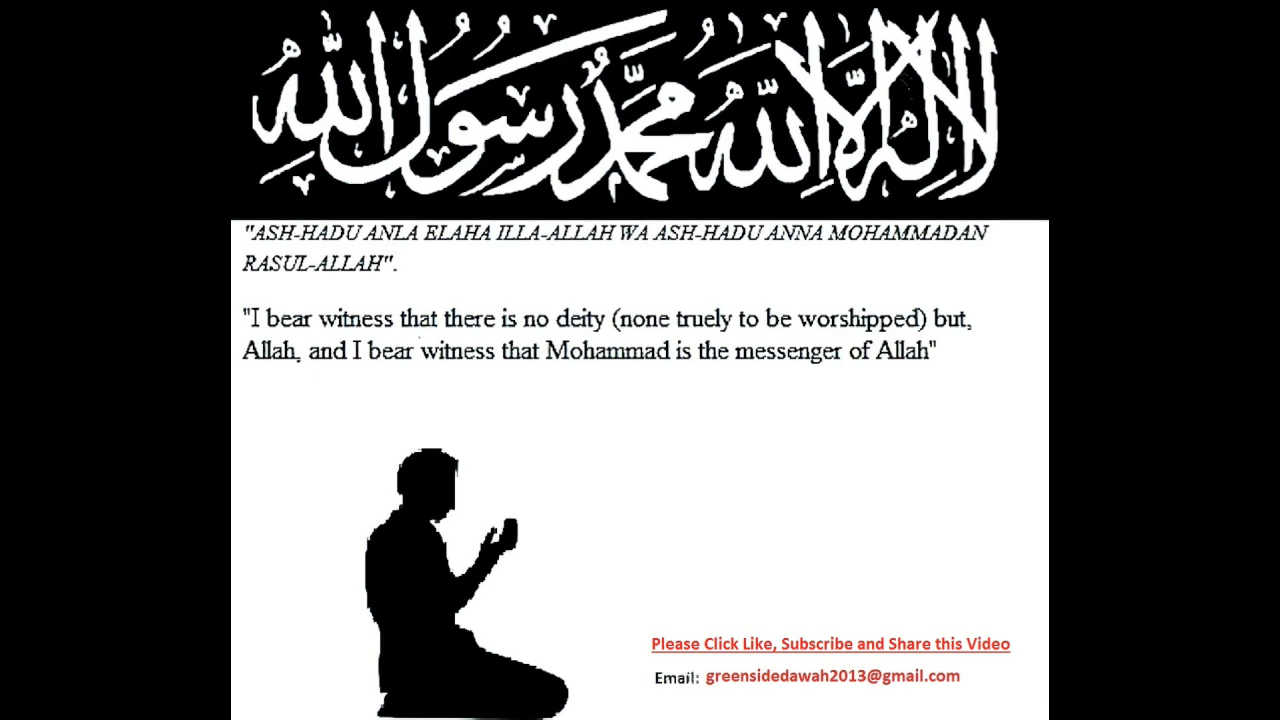 لا إله إلا الله محمد رسول الله
"ASH-HADU ANLA ELAHA ILLA-ALLAH WA ASH-HADU ANNA MOHAMMADAN
RASUL-ALLAH".
"I bear witness that there is no deity (none truely to be worshipped) but,
Allah, and I bear witness that Mohammad is the messenger of Allah"
Please Click Like, Subscribe and Share this Video
Email: greensidedawah2013@gmail.com